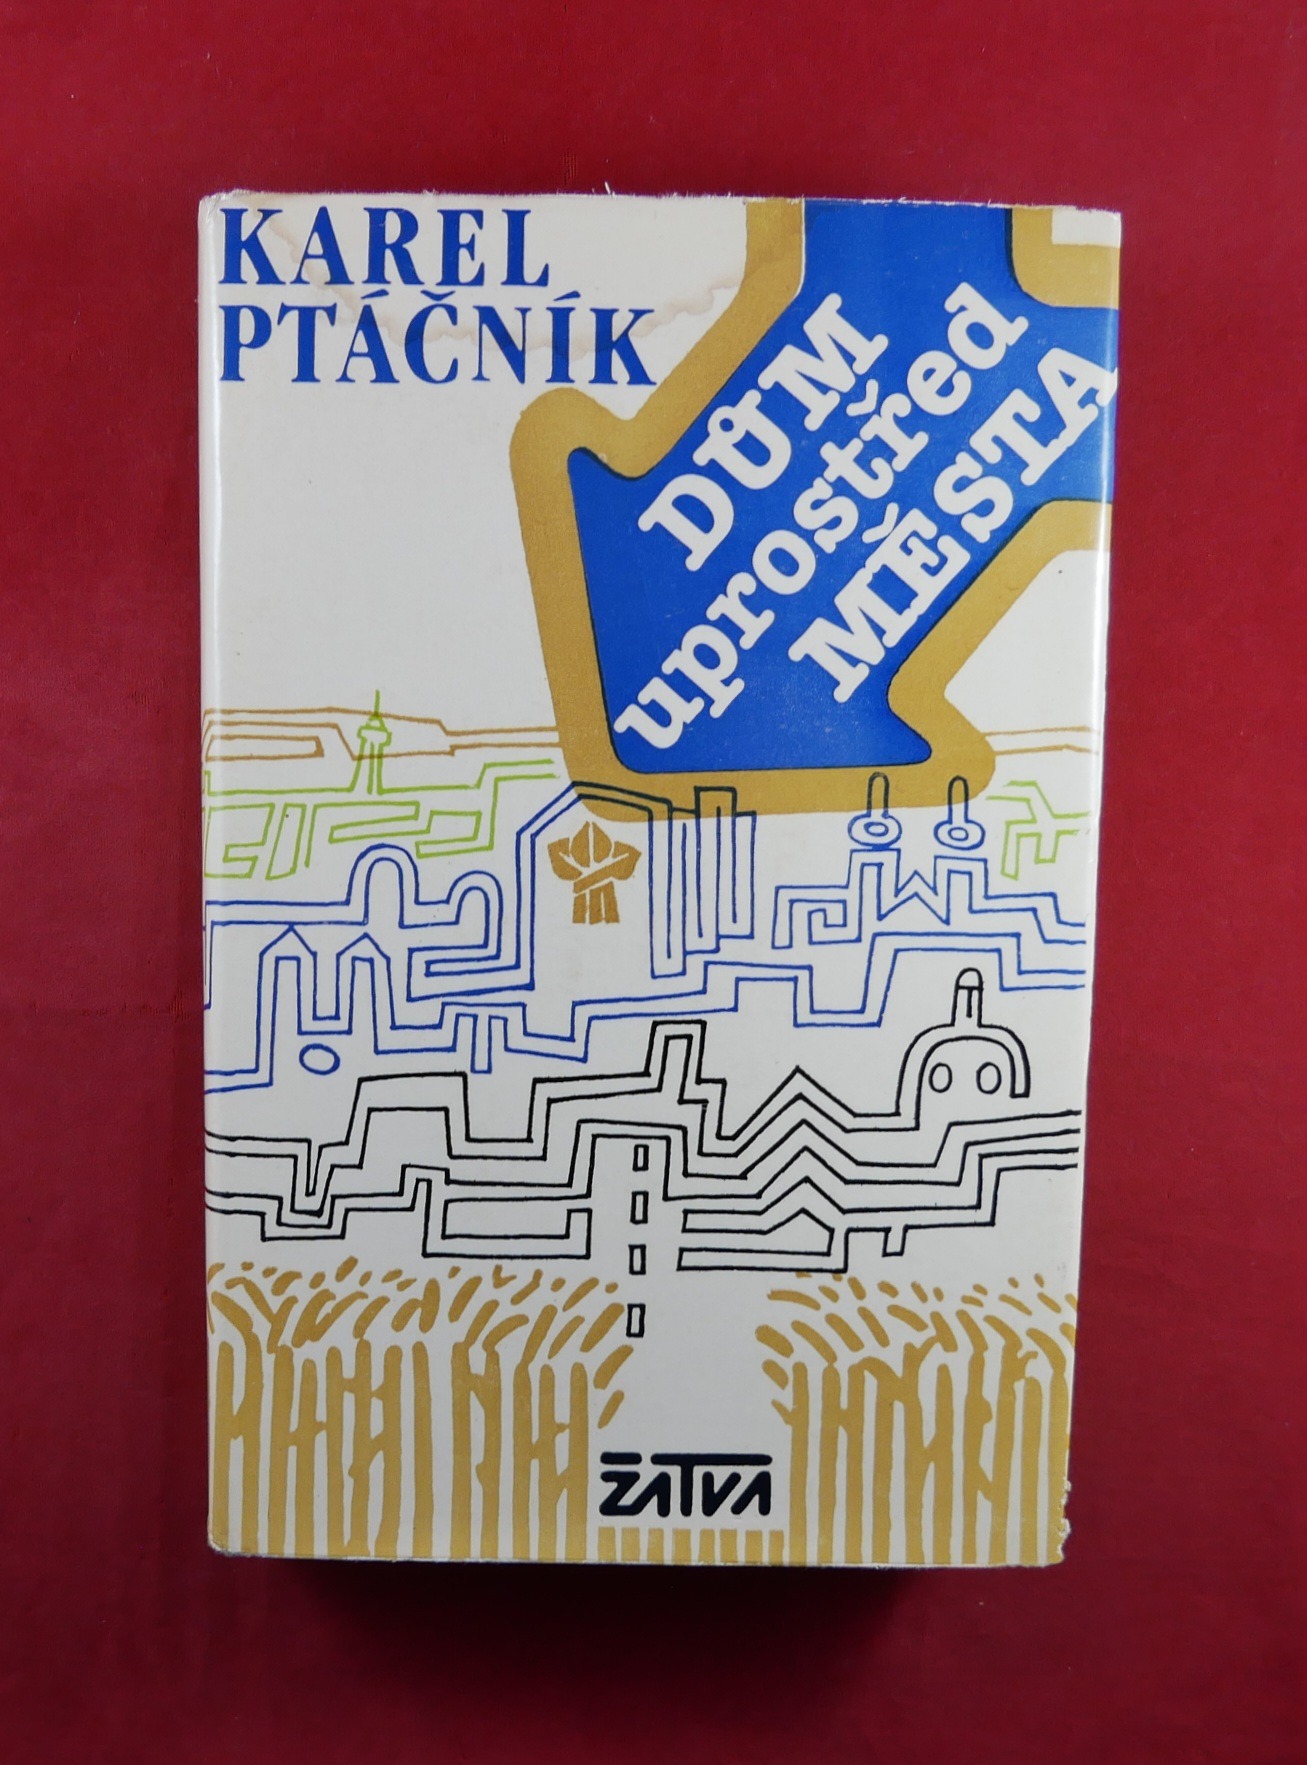 KAREL
PTÁČNÍK
DŮM
uprostřed
MĚSTA
ŽATVA